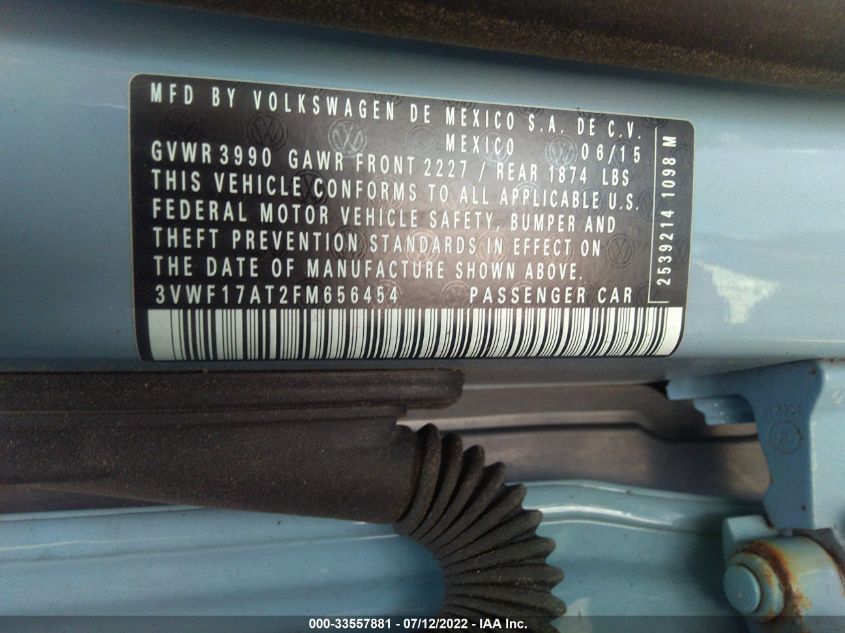 MFD BY VOLKSWAGEN DE MEXICO S.A. DE C.V.
MEXICO 06/15
GVWR 3990 GAWR FRONT 2227 / REAR 1874 LBS
THIS VEHICLE CONFORMS TO ALL APPLICABLE U.S.
FEDERAL MOTOR VEHICLE SAFETY, BUMPER AND
THEFT PREVENTION STANDARDS IN EFFECT ON
THE DATE OF MANUFACTURE SHOWN ABOVE.
3VWF17AT2FM656454 PASSENGER CAR
2539214 1098 M
000-33557881 - 07/12/2022 - IAA Inc.